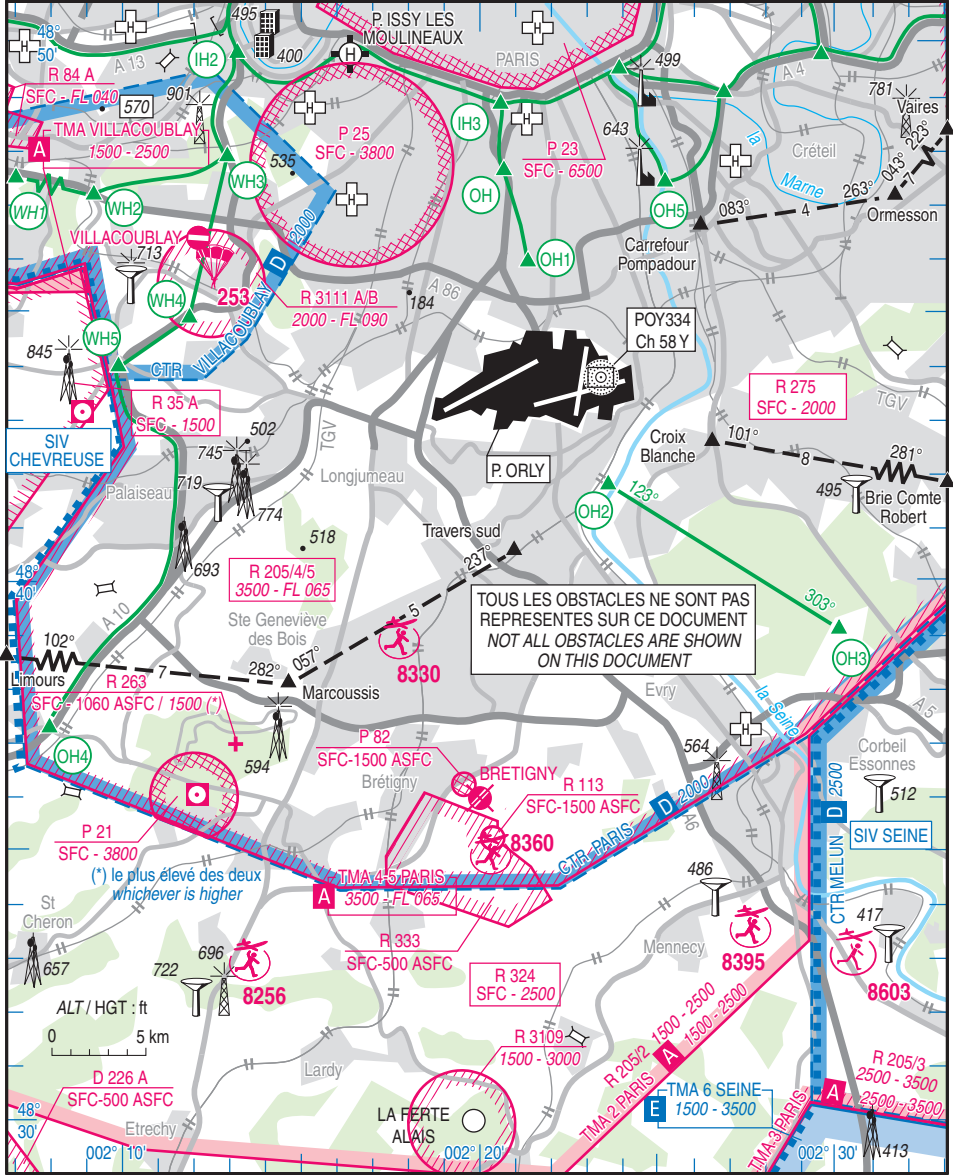 48°
50'
495
400
P. ISSY LES
MOULINEAUX
PARIS
499
A 13
IH2
A 4
R 84 A
SFC - FL 040
570
901
781
Vaires
TMA VILLACOUBLAY
1500 - 2500
A
P 25
SFC - 3800
IH3
P 23
SFC - 6500
643
la
Marne
Créteil
223°
043°
7
535
WH3
WH1
WH2
OH
OH5
083°
4
263°
Ormesson
Carrefour
Pompadour
VILLACOUBLAY
713
D
2000
OH1
WH4
253
R 3111 A/B
2000 - FL 090
184
A 86
POY334
Ch 58 Y
WH5
845
CTR VILLACOUBLAY
R 35 A
SFC - 1500
R 275
SFC - 2000
TGV
TGV
SIV
CHEVREUSE
745
502
Longjumeau
P. ORLY
Croix
Blanche
101°
8
281°
Palaiseau
719
774
495
Brie Comte
Robert
OH2
123°
Travers sud
237°
693
518
48°
40'
R 205/4/5
3500 - FL 065
A 10
Ste Geneviève
des Bois
5
TOUS LES OBSTACLES NE SONT PAS
REPRESENTES SUR CE DOCUMENT
NOT ALL OBSTACLES ARE SHOWN
ON THIS DOCUMENT
303°
OH3
102°
Limours
7
282°
057°
8330
Marcoussis
R 263
SFC - 1060 ASFC / 1500 (*)
Evry
la Seine
A 5
OH4
594
P 82
SFC-1500 ASFC
564
Corbeil
Essonnes
Brétigny
BRETIGNY
R 113
SFC-1500 ASFC
512
D
2000
A6
D
2500
8360
P 21
SFC - 3800
CTR PARIS
SIV SEINE
CTR MELUN
(*) le plus élevé des deux
whichever is higher
A
TMA 4-5 PARIS
3500 - FL 065
486
St
Cheron
417
R 333
SFC-500 ASFC
Mennecy
657
696
722
8256
8395
8603
R 324
SFC - 2500
ALT / HGT : ft
0
5 km
R 3109
1500 - 3000
R 205/2 1500 - 2500
TMA 2 PARIS A 1500 - 2500
R 205/3
2500 - 3500
2500 - 3500
A
TMA 3 PARIS
TMA 6 SEINE
1500 - 3500
E
Lardy
D 226 A
SFC-500 ASFC
48°
30'
Etrechy
LA FERTE
ALAIS
413
002° 10'
002° 20'
002° 30'